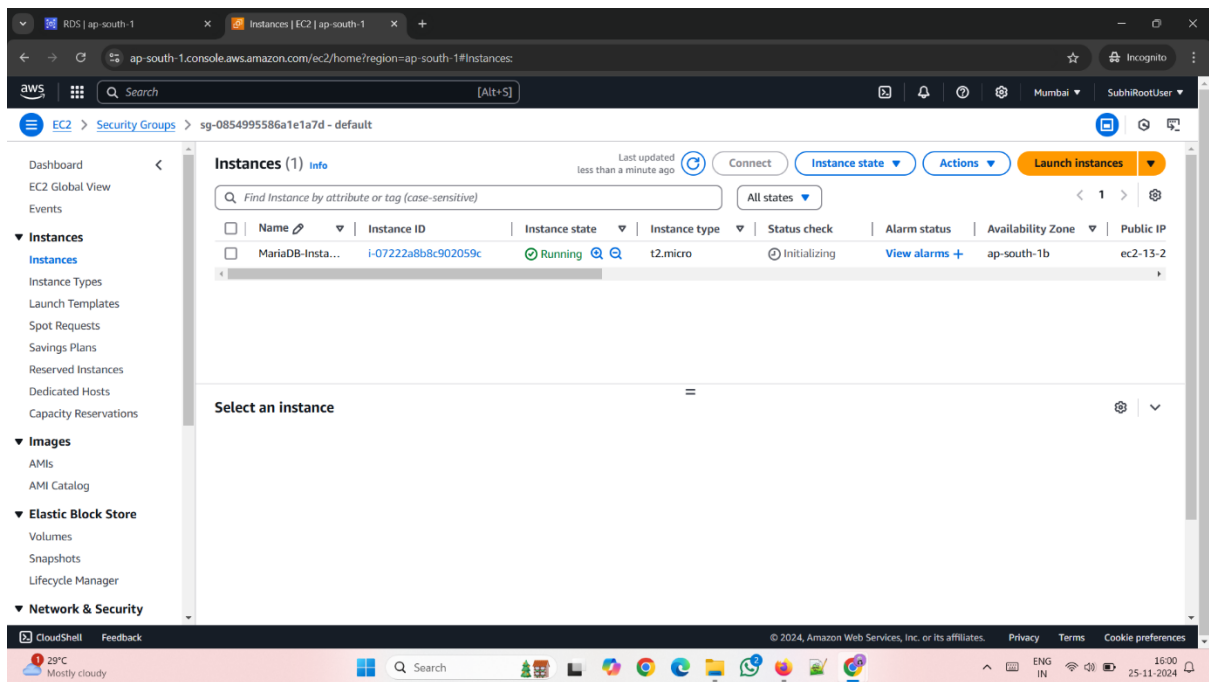 RDS | ap-south-1
Instances | EC2 | ap-south-1
ap-south-1.console.aws.amazon.com/ec2/home?region=ap-south-1#Instances:
Incognito
aws
Search [Alt+S]
Mumbai
SubhiRootUser
EC2 > Security Groups > sg-0854995586a1e1a7d - default
Dashboard
EC2 Global View
Events
Instances
Instances
Instance Types
Launch Templates
Spot Requests
Savings Plans
Reserved Instances
Dedicated Hosts
Capacity Reservations
Images
AMIs
AMI Catalog
Elastic Block Store
Volumes
Snapshots
Lifecycle Manager
Network & Security
Instances (1) Info
Last updated
less than a minute ago
Connect
Instance state
Actions
Launch instances
Find Instance by attribute or tag (case-sensitive)
All states
1
Name Instance ID Instance state Instance type Status check Alarm status Availability Zone Public IP
MariaDB-Insta... i-07222a8b8c902059c Running t2.micro Initializing View alarms + ap-south-1b ec2-13-2
Select an instance
CloudShell Feedback
© 2024, Amazon Web Services, Inc. or its affiliates. Privacy Terms Cookie preferences
1
29°C
Mostly cloudy
Search
ENG
IN
16:00
25-11-2024